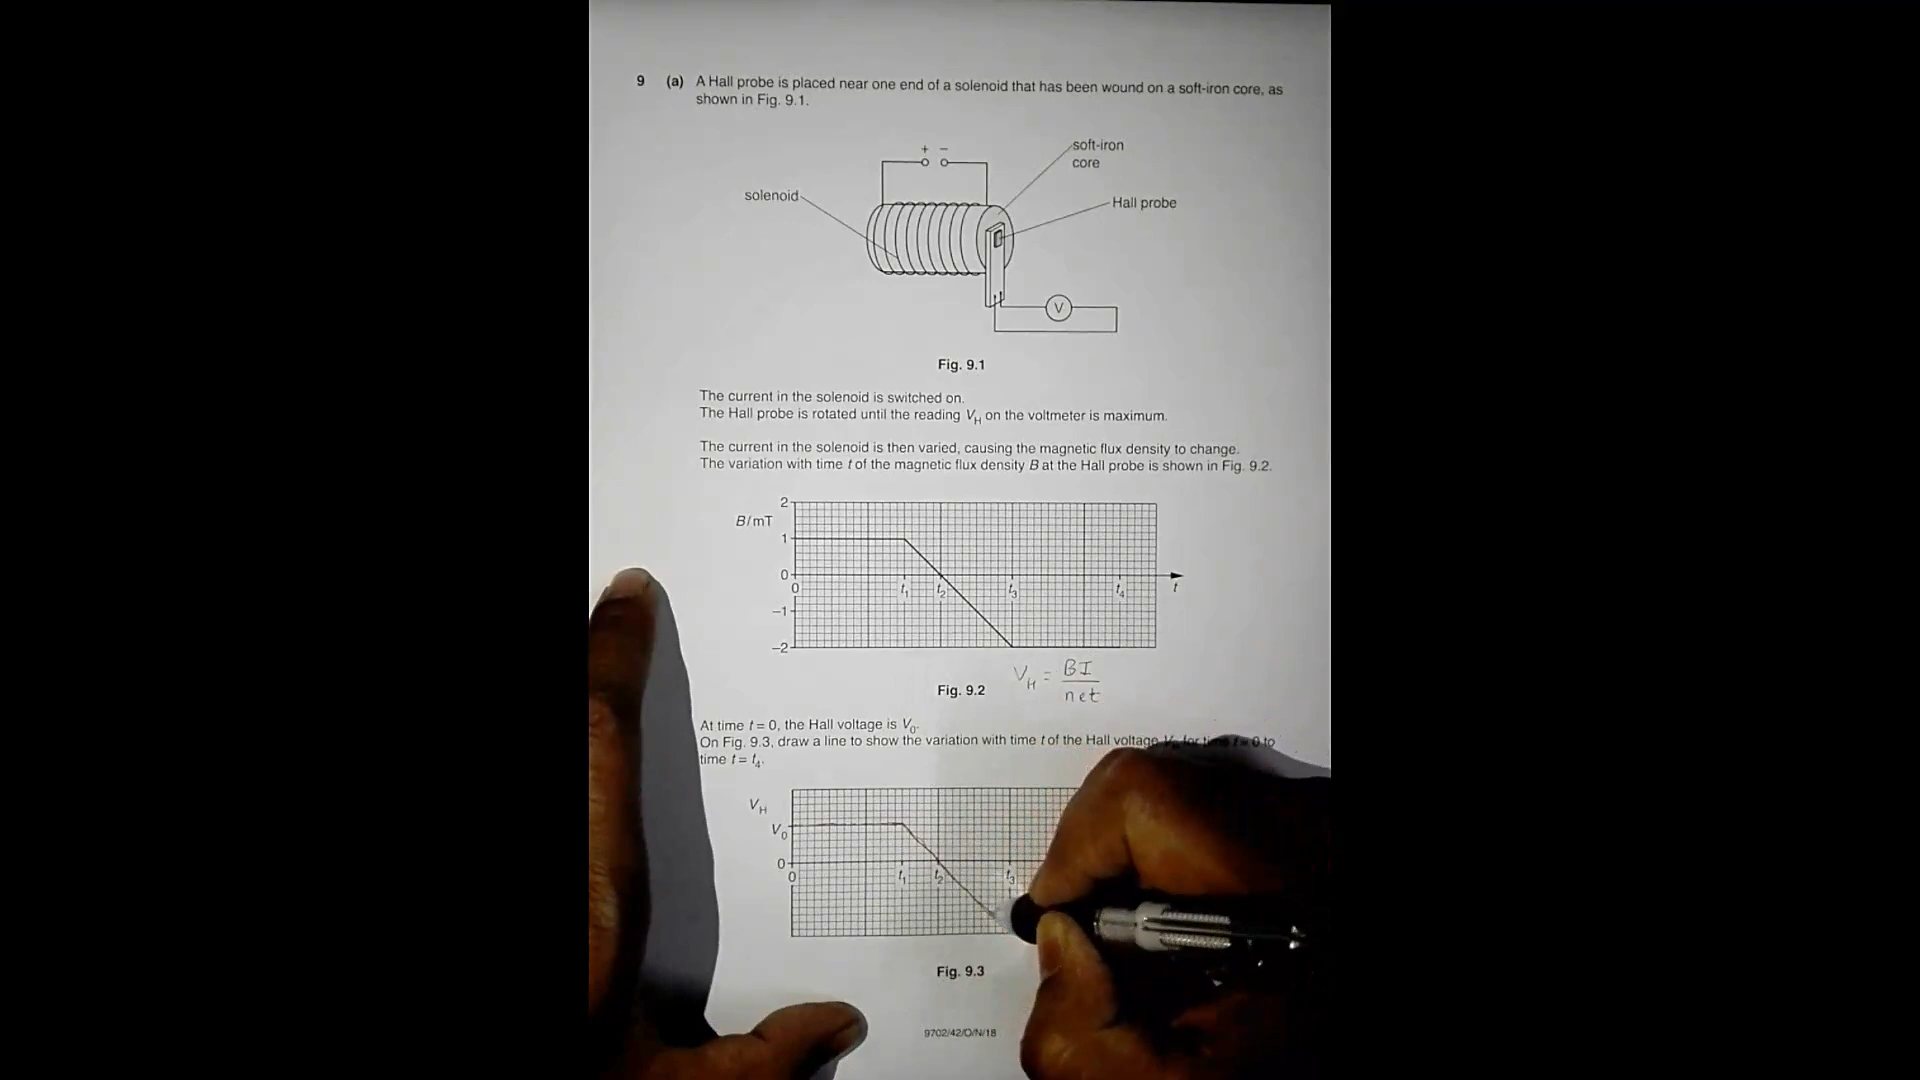 9 (a) A Hall probe is placed near one end of a solenoid that has been wound on a soft-iron core, as
shown in Fig. 9.1.
+ −
soft-iron
core
solenoid
Hall probe
V
Fig. 9.1
The current in the solenoid is switched on.
The Hall probe is rotated until the reading V_H on the voltmeter is maximum.
The current in the solenoid is then varied, causing the magnetic flux density to change.
The variation with time t of the magnetic flux density B at the Hall probe is shown in Fig. 9.2.
2
B/mT
1
0
0 t₁ t₂ t₃ t₄ t
−1
−2
V_H = BI
net
Fig. 9.2
At time t = 0, the Hall voltage is V₀.
On Fig. 9.3, draw a line to show the variation with time t of the Hall voltage V_H for time t = 0 to
time t = t₄.
V_H
V₀
0
0 t₁ t₂ t₃
Fig. 9.3
9702/42/O/N/18